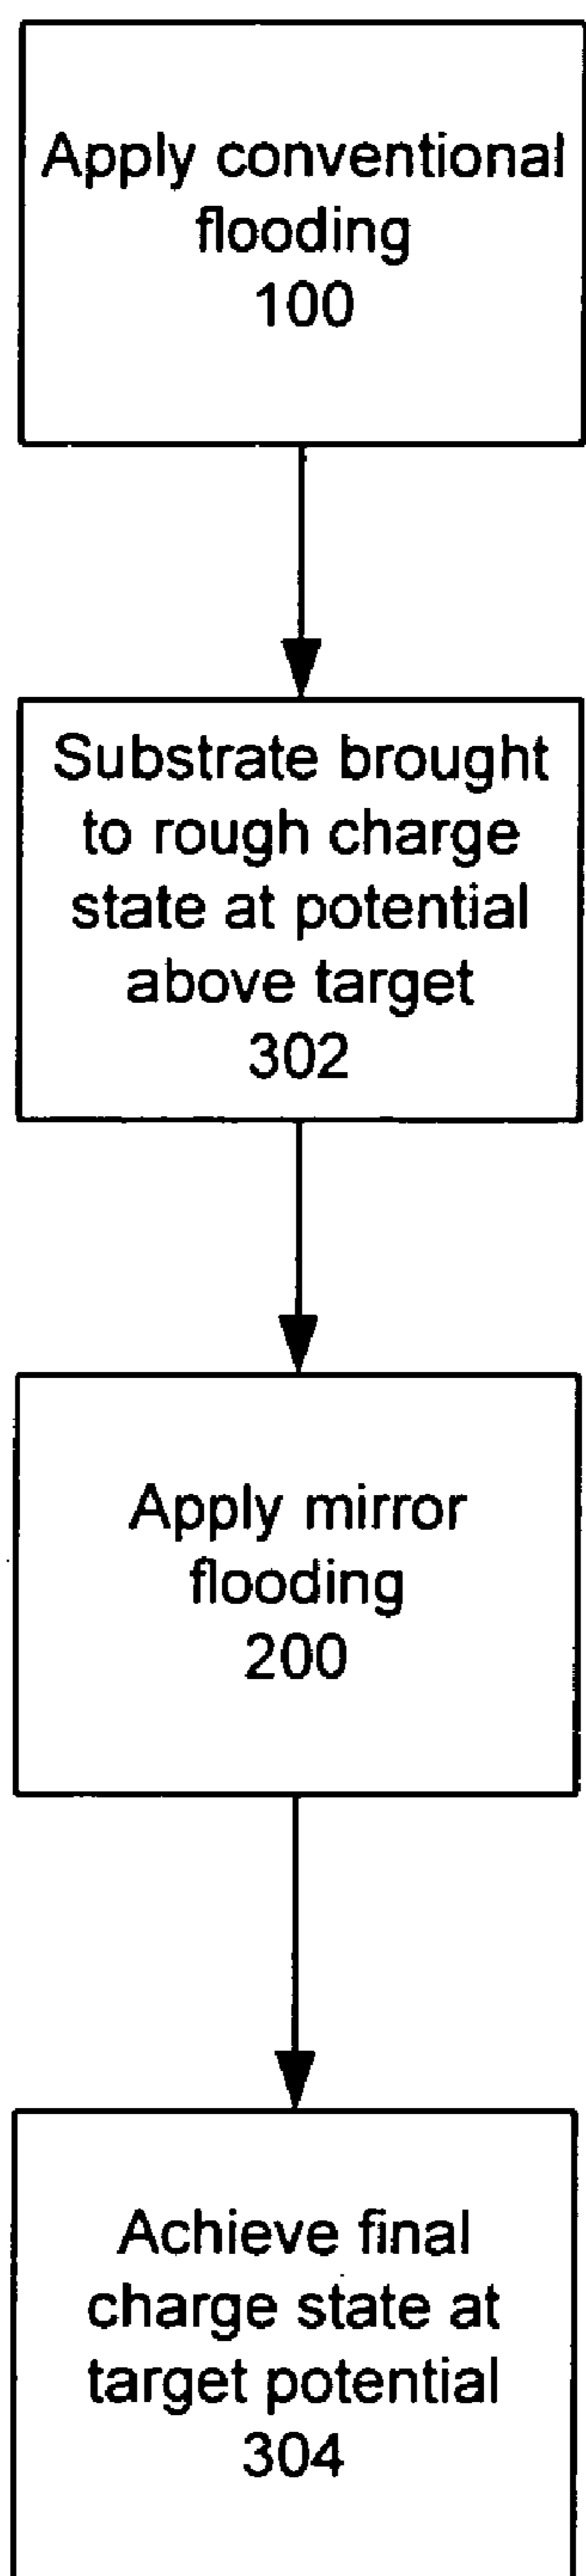 Apply conventional
flooding
100
Substrate brought
to rough charge
state at potential
above target
302
Apply mirror
flooding
200
Achieve final
charge state at
target potential
304